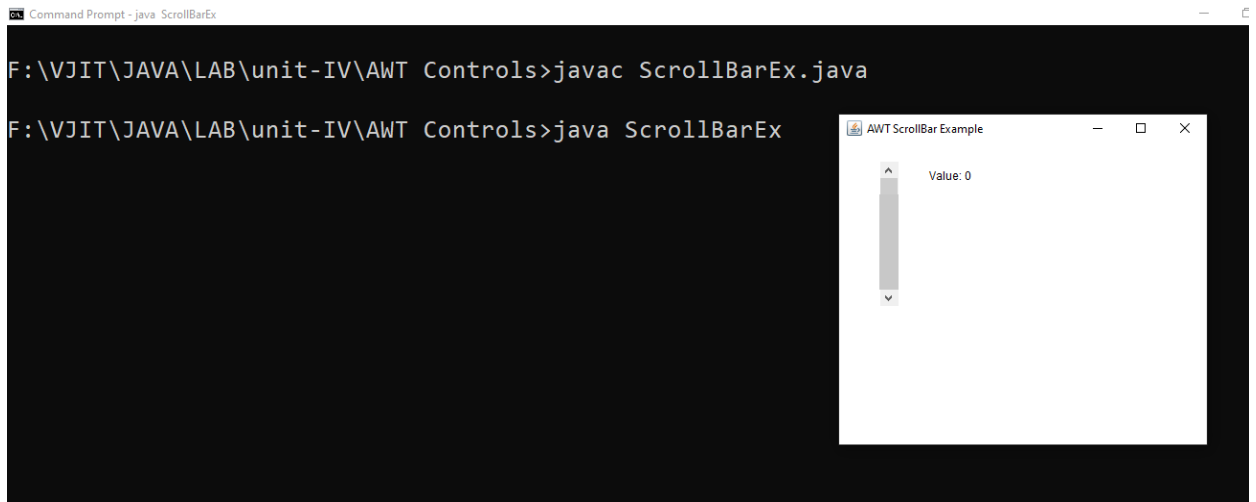 Command Prompt - java  ScrollBarEx
F:\VJIT\JAVA\LAB\unit-IV\AWT Controls>javac ScrollBarEx.java
F:\VJIT\JAVA\LAB\unit-IV\AWT Controls>java ScrollBarEx
AWT ScrollBar Example
Value: 0